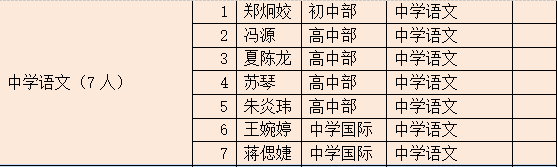 1 郑炯姣 初中部 中学语文
2 冯源 高中部 中学语文
3 夏陈龙 高中部 中学语文
中学语文（7人） 4 苏琴 高中部 中学语文
5 朱炎玮 高中部 中学语文
6 王婉婷 中学国际 中学语文
7 蒋偲婕 中学国际 中学语文